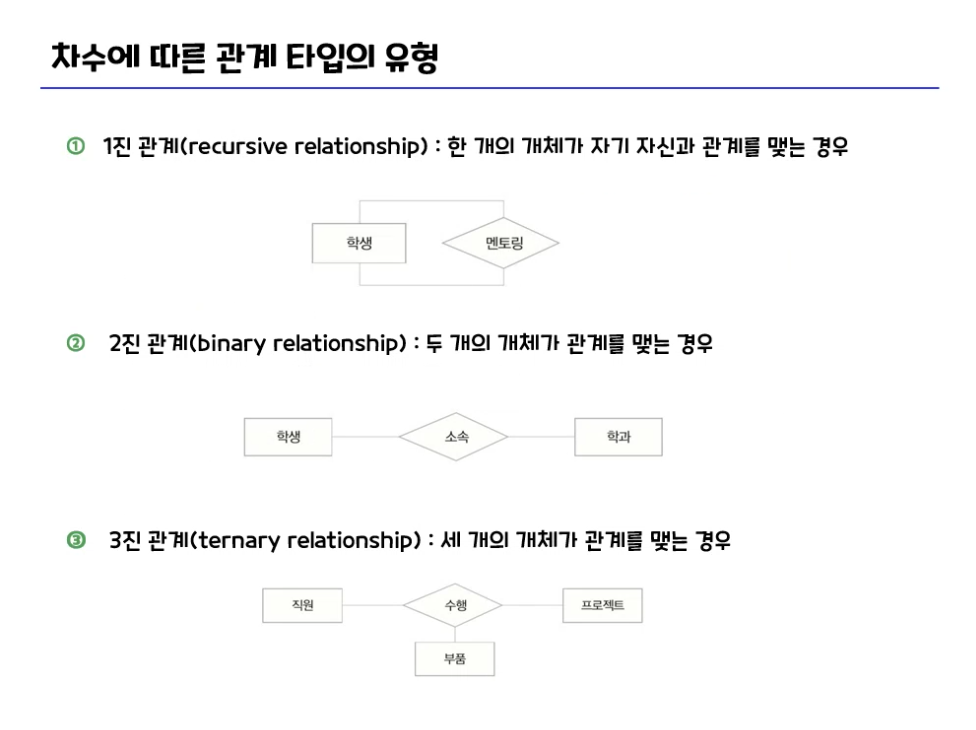 차수에 따른 관계 타입의 유형
① 1진 관계(recursive relationship) : 한 개의 개체가 자기 자신과 관계를 맺는 경우
학생 멘토링
② 2진 관계(binary relationship) : 두 개의 개체가 관계를 맺는 경우
학생 소속 학과
③ 3진 관계(ternary relationship) : 세 개의 개체가 관계를 맺는 경우
직원 수행 프로젝트
부품